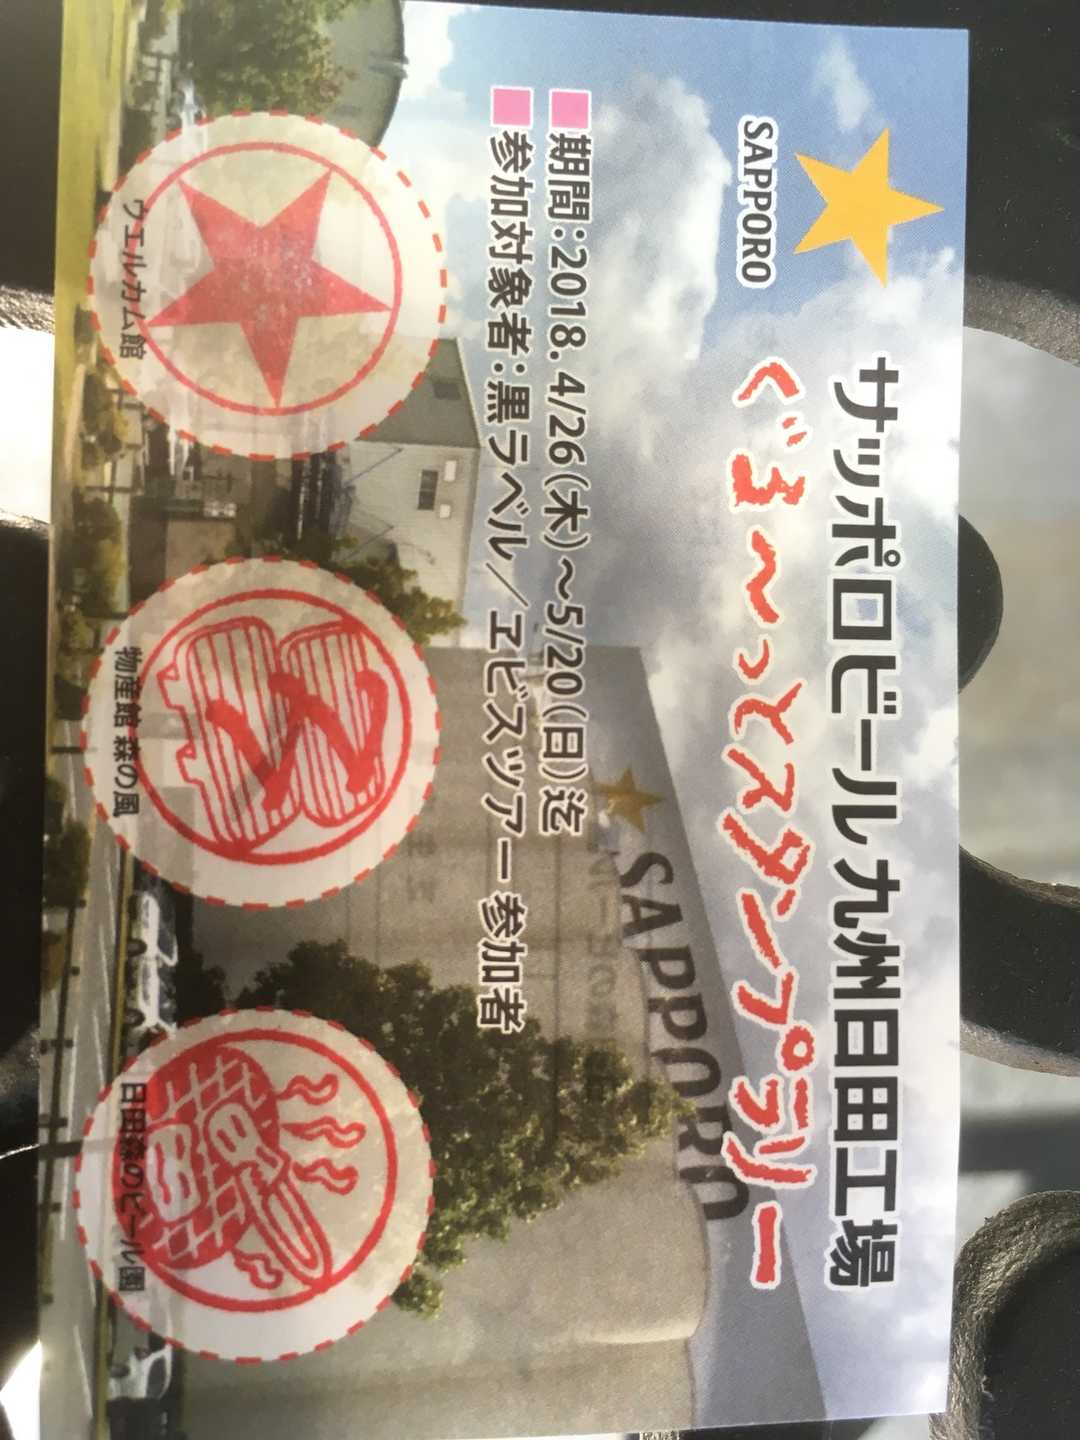 SAPPORO
サッポロビール九州日田工場
ぐる〜っとスタンプラリー
■期間:2018. 4/26(木)〜5/20(日)迄
■参加対象者:黒ラベル/ヱビスツアー参加者
SAPPORO
ウエルカム館
物産館 森の風
日田森のビール園